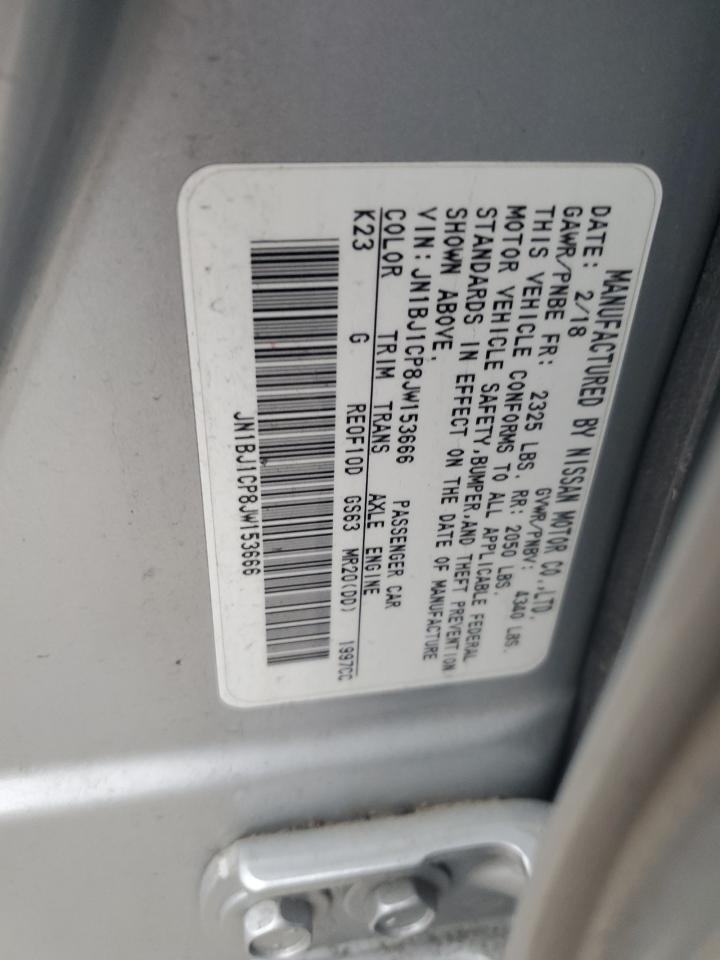 MANUFACTURED BY NISSAN MOTOR CO.,LTD.
DATE: 2/18 GVWR/PNBV: 4340 LBS.
GAWR/PNBE FR: 2325 LBS. RR: 2050 LBS.
THIS VEHICLE CONFORMS TO ALL APPLICABLE FEDERAL
MOTOR VEHICLE SAFETY,BUMPER,AND THEFT PREVENTION
STANDARDS IN EFFECT ON THE DATE OF MANUFACTURE
SHOWN ABOVE.
VIN:JN1BJ1CP8JW153666 PASSENGER CAR
COLOR TRIM TRANS AXLE ENGINE
K23 G RE0F10D GS63 MR20(DD) 1997CC
JN1BJ1CP8JW153666